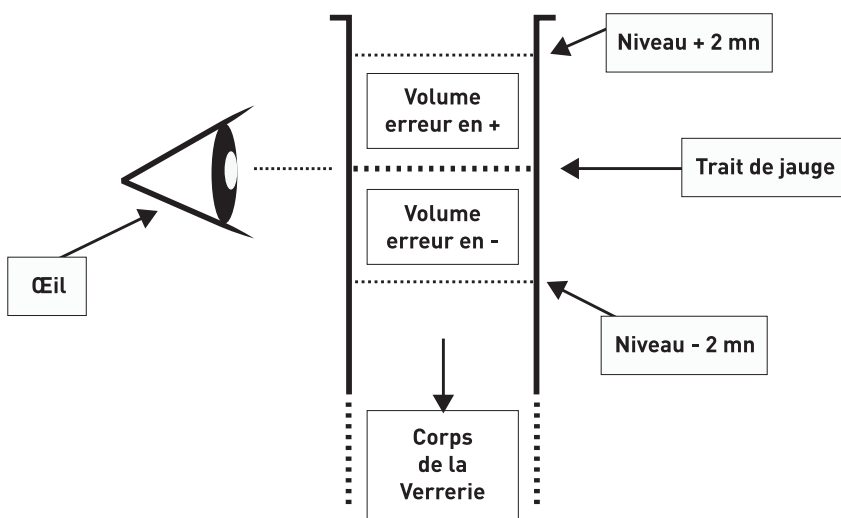 Niveau + 2 mn
Volume
erreur en +
Trait de jauge
Volume
erreur en -
Œil
Niveau - 2 mn
Corps
de la
Verrerie